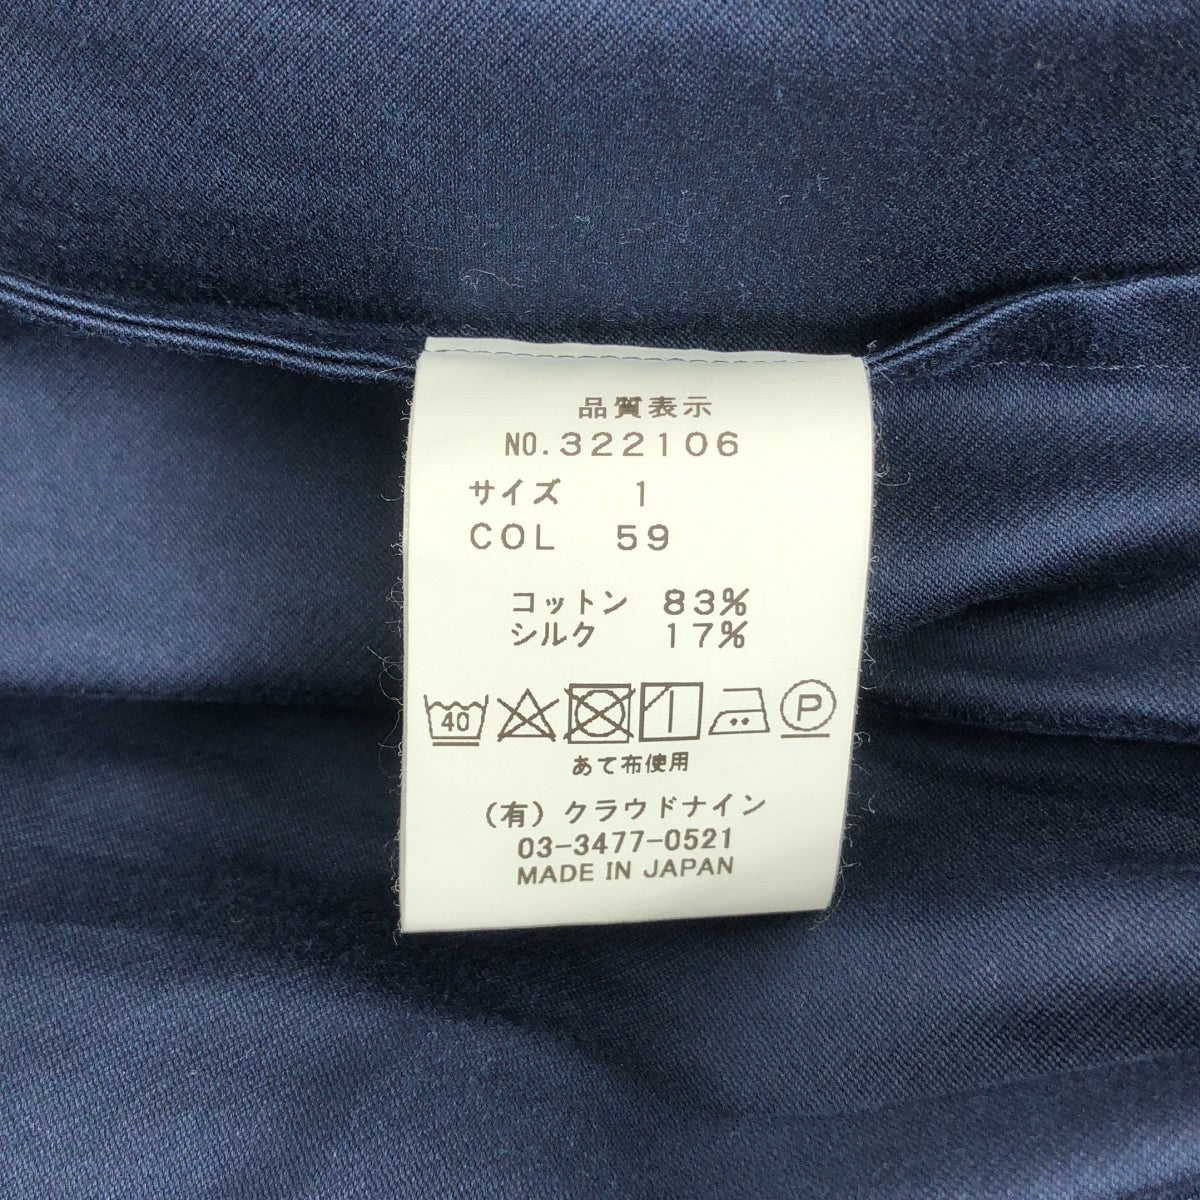 品質表示
NO.322106
サイズ 1
COL 59
コットン 83%
シルク 17%
40 P
あて布使用
(有)クラウドナイン
03-3477-0521
MADE IN JAPAN